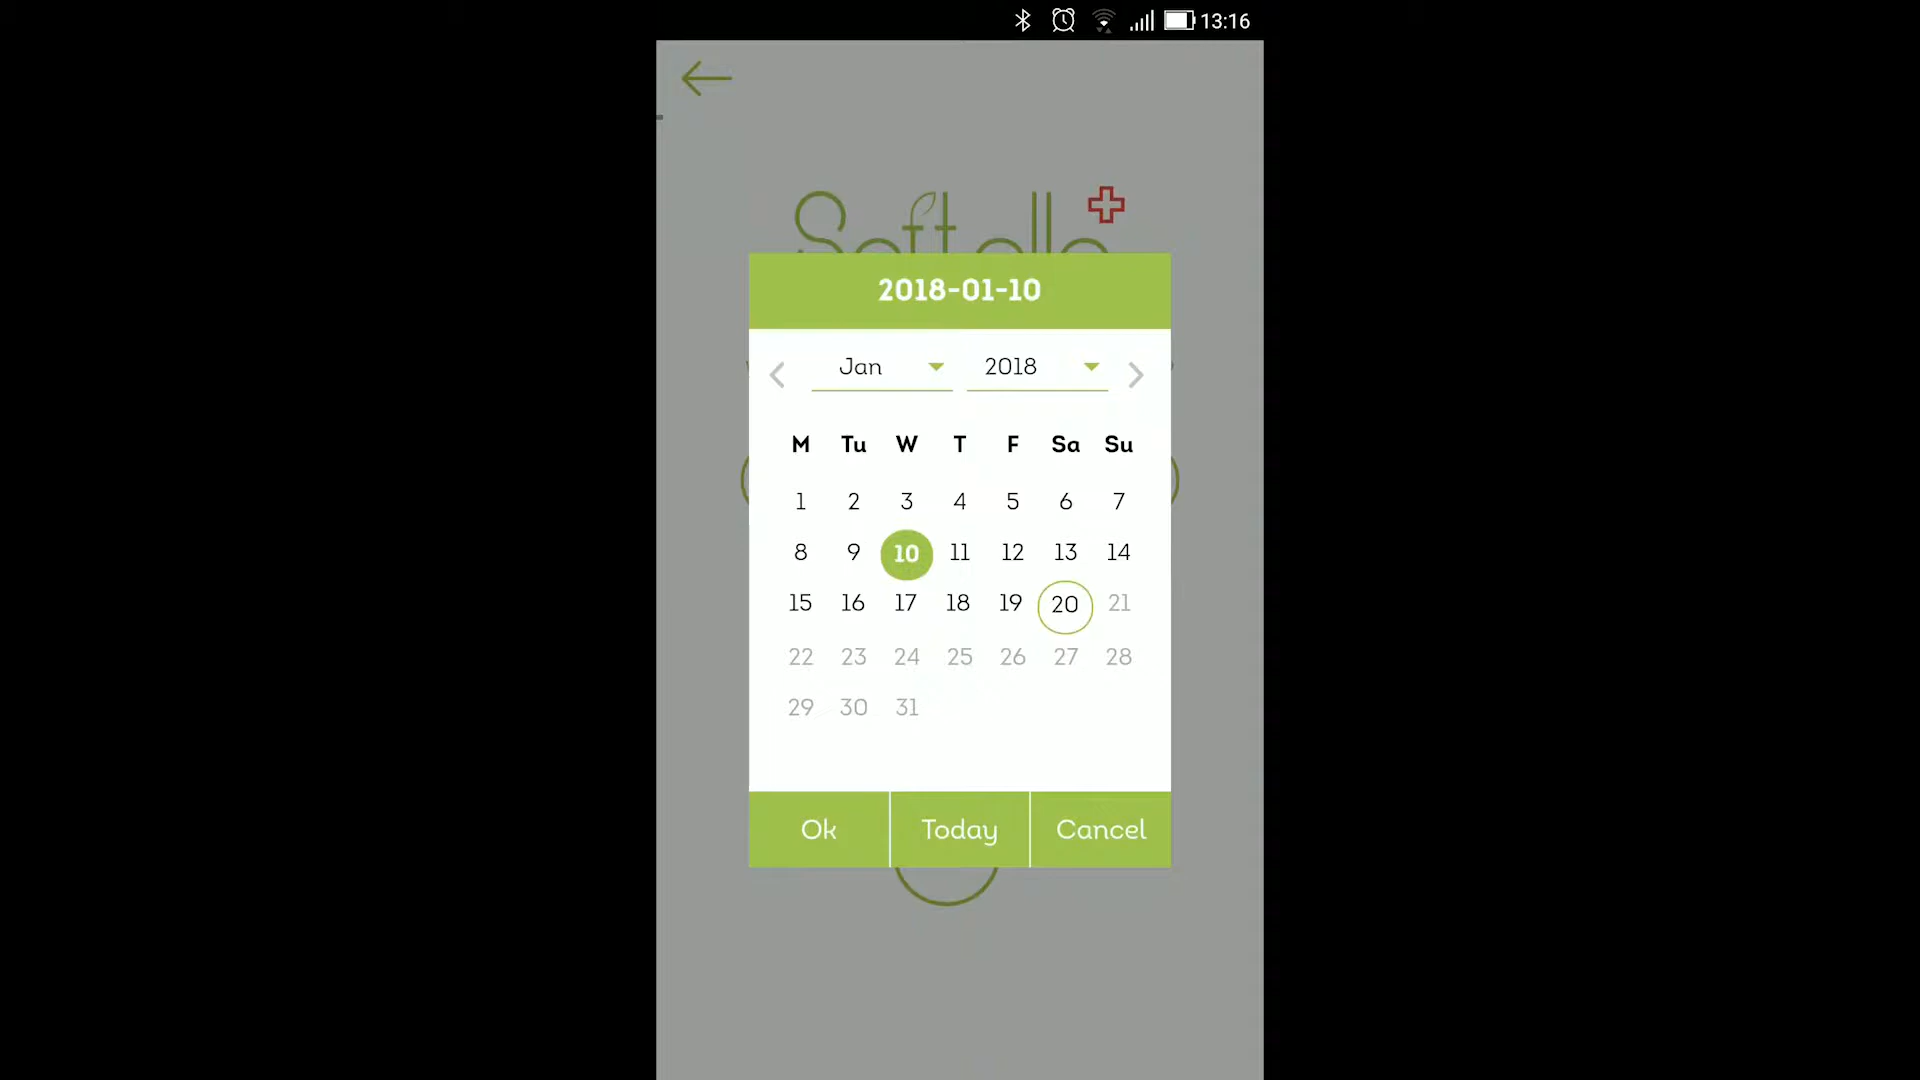 13:16
2018-01-10
Jan 2018
M Tu W T F Sa Su
1 2 3 4 5 6 7
8 9 10 11 12 13 14
15 16 17 18 19 20 21
22 23 24 25 26 27 28
29 30 31
Ok Today Cancel